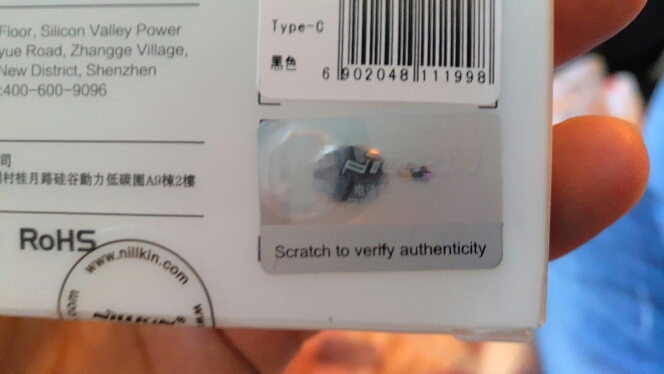 Floor, Silicon Valley Power
yue Road, Zhangge Village,
New District, Shenzhen
:400-600-9096
司
村桂月路硅谷動力低碳園A9棟2樓
RoHS
www.nillkin.com
.com
NILLKIN®
Type-C
黑色
6 902048 111998
Scratch to verify authenticity